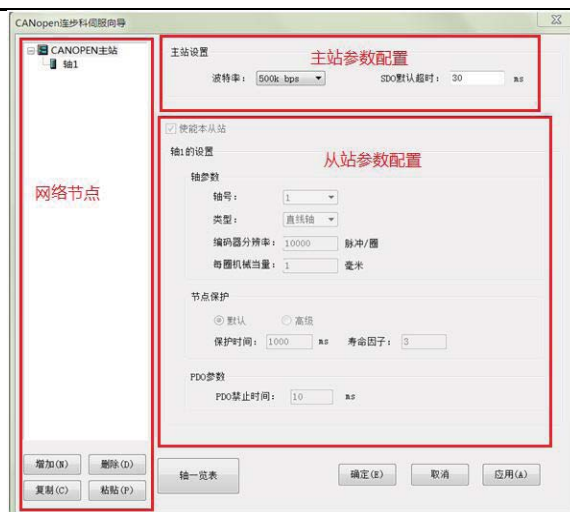 CANopen连步科伺服向导
CANOPEN主站
轴1
网络节点
增加(N) 删除(D)
复制(C) 粘贴(P)
主站设置
主站参数配置
波特率： 500k bps SDO默认超时： 30 ms
使能本从站
轴1的设置
从站参数配置
轴参数
轴号： 1
类型： 直线轴
编码器分辨率： 10000 脉冲/圈
每圈机械当量： 1 毫米
节点保护
默认 高级
保护时间： 1000 ms 寿命因子： 3
PDO参数
PDO禁止时间： 10 ms
轴一览表 确定(E) 取消 应用(A)